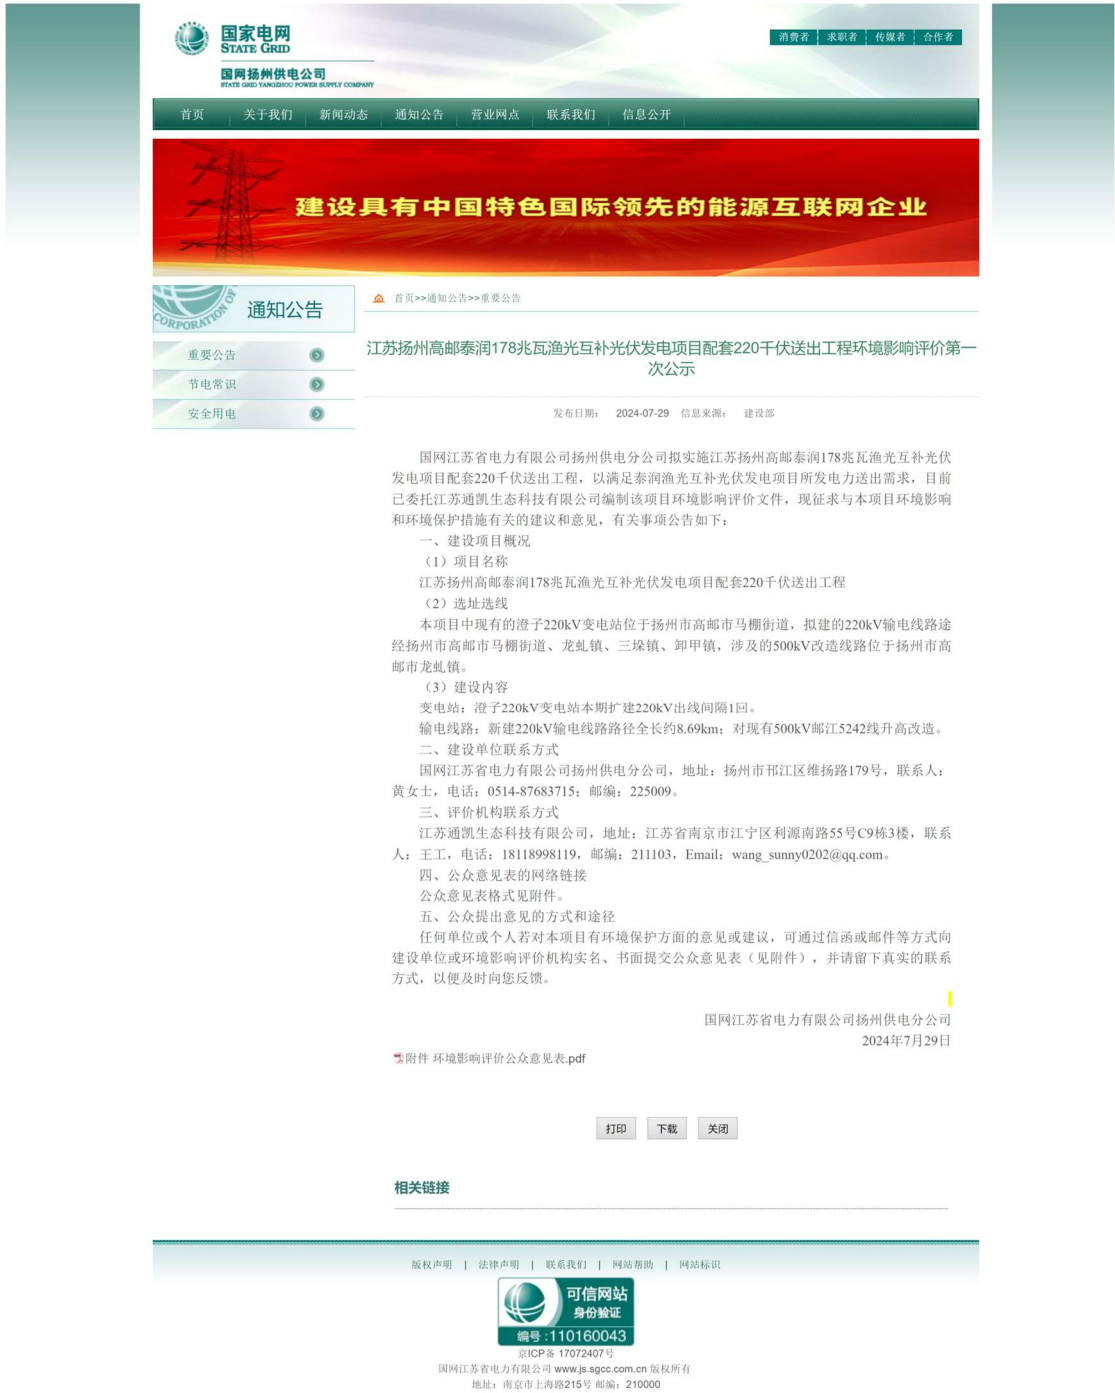 国家电网
STATE GRID
国网扬州供电公司
STATE GRID YANGZHOU POWER SUPPLY COMPANY
消费者 求职者 传媒者 合作者
首页 关于我们 新闻动态 通知公告 营业网点 联系我们 信息公开
建设具有中国特色国际领先的能源互联网企业
CORPORATION OF
通知公告
重要公告
节电常识
安全用电
首页>>通知公告>>重要公告
江苏扬州高邮泰润178兆瓦渔光互补光伏发电项目配套220千伏送出工程环境影响评价第一
次公示
发布日期： 2024-07-29 信息来源： 建设部
国网江苏省电力有限公司扬州供电分公司拟实施江苏扬州高邮泰润178兆瓦渔光互补光伏
发电项目配套220千伏送出工程，以满足泰润渔光互补光伏发电项目所发电力送出需求，目前
已委托江苏通凯生态科技有限公司编制该项目环境影响评价文件，现征求与本项目环境影响
和环境保护措施有关的建议和意见，有关事项公告如下：
一、建设项目概况
（1）项目名称
江苏扬州高邮泰润178兆瓦渔光互补光伏发电项目配套220千伏送出工程
（2）选址选线
本项目中现有的澄子220kV变电站位于扬州市高邮市马棚街道，拟建的220kV输电线路途
经扬州市高邮市马棚街道、龙虬镇、三垛镇、卸甲镇，涉及的500kV改造线路位于扬州市高
邮市龙虬镇。
（3）建设内容
变电站：澄子220kV变电站本期扩建220kV出线间隔1回。
输电线路：新建220kV输电线路路径全长约8.69km；对现有500kV邮江5242线升高改造。
二、建设单位联系方式
国网江苏省电力有限公司扬州供电分公司，地址：扬州市邗江区维扬路179号，联系人：
黄女士，电话：0514-87683715；邮编：225009。
三、评价机构联系方式
江苏通凯生态科技有限公司，地址：江苏省南京市江宁区利源南路55号C9栋3楼，联系
人：王工，电话：18118998119，邮编：211103，Email：wang_sunny0202@qq.com。
四、公众意见表的网络链接
公众意见表格式见附件。
五、公众提出意见的方式和途径
任何单位或个人若对本项目有环境保护方面的意见或建议，可通过信函或邮件等方式向
建设单位或环境影响评价机构实名、书面提交公众意见表（见附件），并请留下真实的联系
方式，以便及时向您反馈。
国网江苏省电力有限公司扬州供电分公司
2024年7月29日
附件 环境影响评价公众意见表.pdf
打印 下载 关闭
相关链接
版权声明 | 法律声明 | 联系我们 | 网站帮助 | 网站标识
可信网站
身份验证
编号:110160043
京ICP备 17072407号
国网江苏省电力有限公司 www.js.sgcc.com.cn 版权所有
地址：南京市上海路215号 邮编：210000